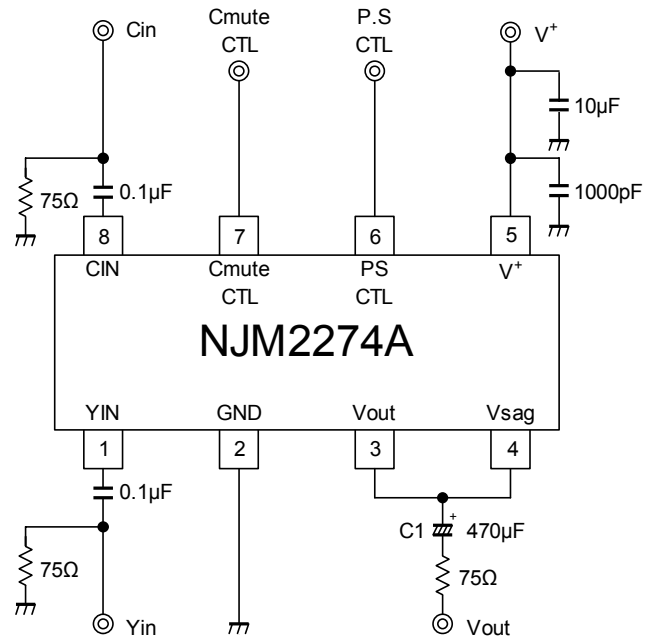 Cin
Cmute
CTL
P.S
CTL
V+
10µF
75Ω
0.1µF
1000pF
8
7
6
5
CIN
Cmute
CTL
PS
CTL
V+
NJM2274A
YIN
GND
Vout
Vsag
1
2
3
4
0.1µF
C1
+
470µF
75Ω
75Ω
Yin
Vout